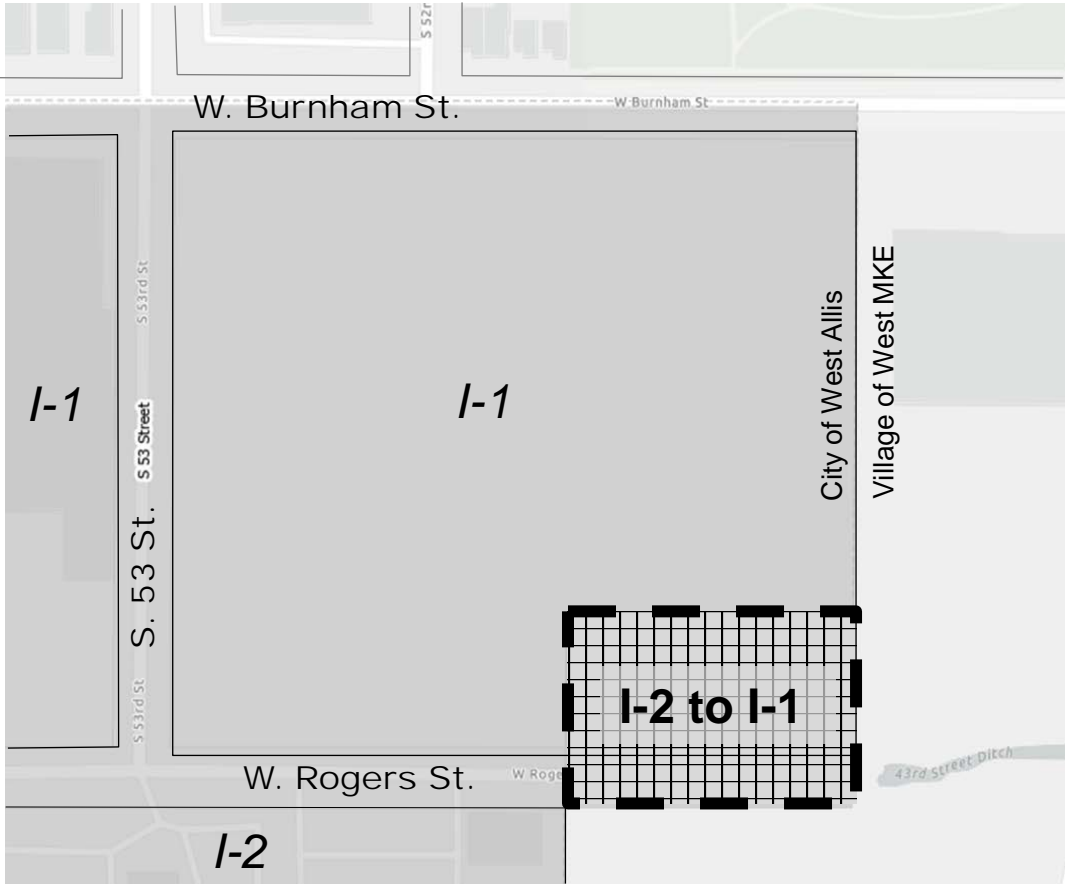 S 52n
W. Burnham St.
W Burnham St
S 53rd St
City of West Allis
Village of West MKE
I-1
I-1
S 53 Street
S. 53 St.
I-2 to I-1
S 53rd St
W. Rogers St.
W Roge
43rd Street Ditch
I-2